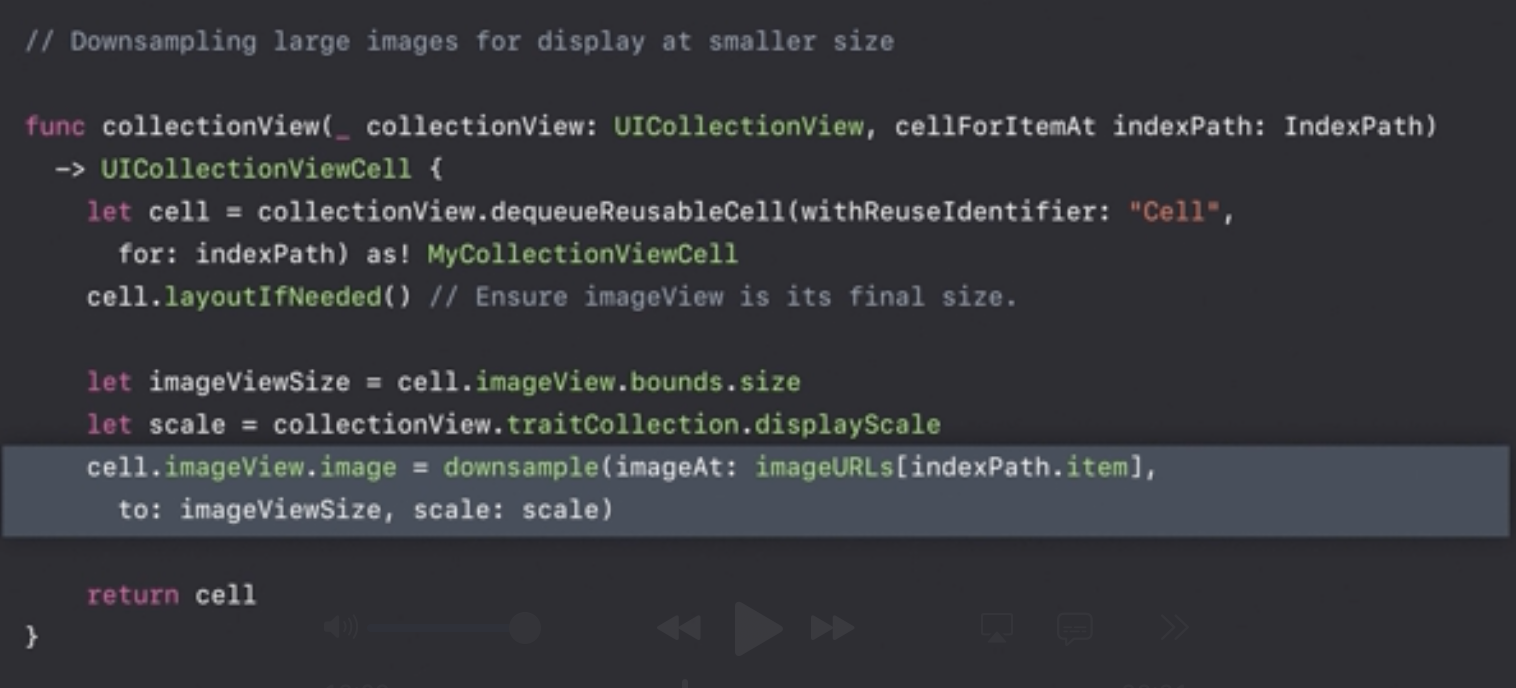 // Downsampling large images for display at smaller size
func collectionView(_ collectionView: UICollectionView, cellForItemAt indexPath: IndexPath)
-> UICollectionViewCell {
let cell = collectionView.dequeueReusableCell(withReuseIdentifier: "Cell",
for: indexPath) as! MyCollectionViewCell
cell.layoutIfNeeded() // Ensure imageView is its final size.
let imageViewSize = cell.imageView.bounds.size
let scale = collectionView.traitCollection.displayScale
cell.imageView.image = downsample(imageAt: imageURLs[indexPath.item],
to: imageViewSize, scale: scale)
return cell
}